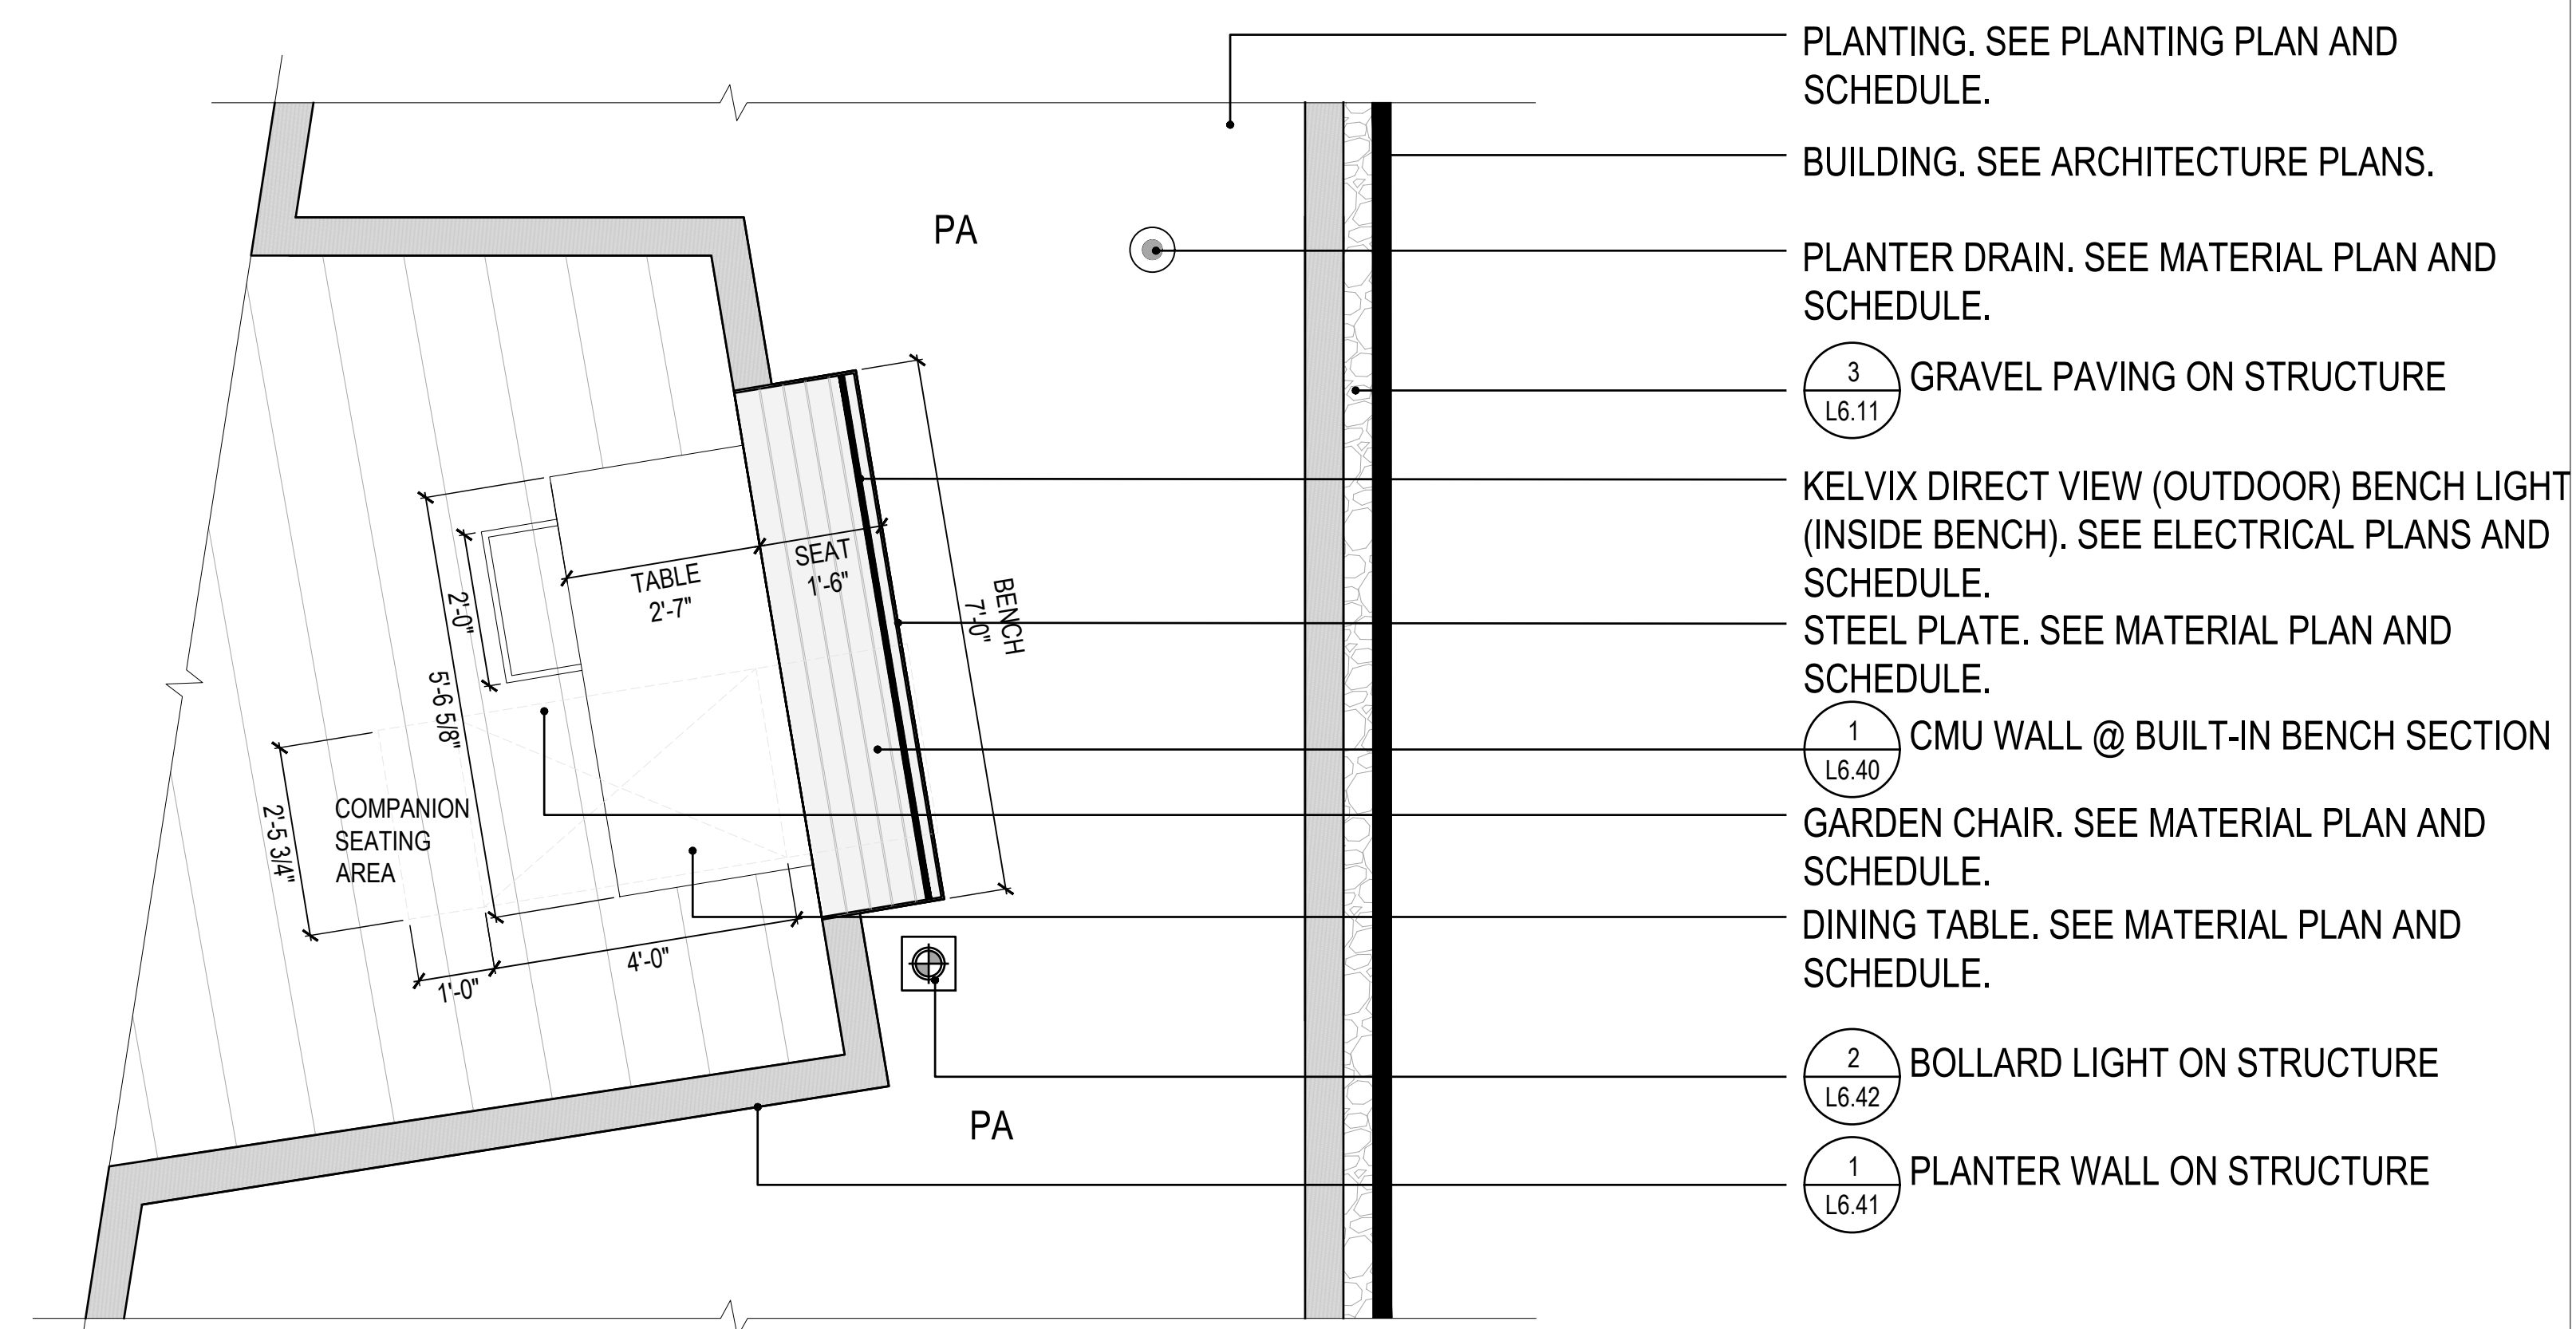 PLANTING. SEE PLANTING PLAN AND
SCHEDULE.
BUILDING. SEE ARCHITECTURE PLANS.
PA
PLANTER DRAIN. SEE MATERIAL PLAN AND
SCHEDULE.
3
L6.11
GRAVEL PAVING ON STRUCTURE
KELVIX DIRECT VIEW (OUTDOOR) BENCH LIGHT
(INSIDE BENCH). SEE ELECTRICAL PLANS AND
SCHEDULE.
SEAT
1'-6"
TABLE
2'-7"
BENCH
7'-0"
2'-0"
5'-6 5/8"
STEEL PLATE. SEE MATERIAL PLAN AND
SCHEDULE.
1
L6.40
CMU WALL @ BUILT-IN BENCH SECTION
COMPANION
SEATING
AREA
2'-5 3/4"
GARDEN CHAIR. SEE MATERIAL PLAN AND
SCHEDULE.
DINING TABLE. SEE MATERIAL PLAN AND
SCHEDULE.
4'-0"
1'-0"
2
L6.42
BOLLARD LIGHT ON STRUCTURE
PA
1
L6.41
PLANTER WALL ON STRUCTURE